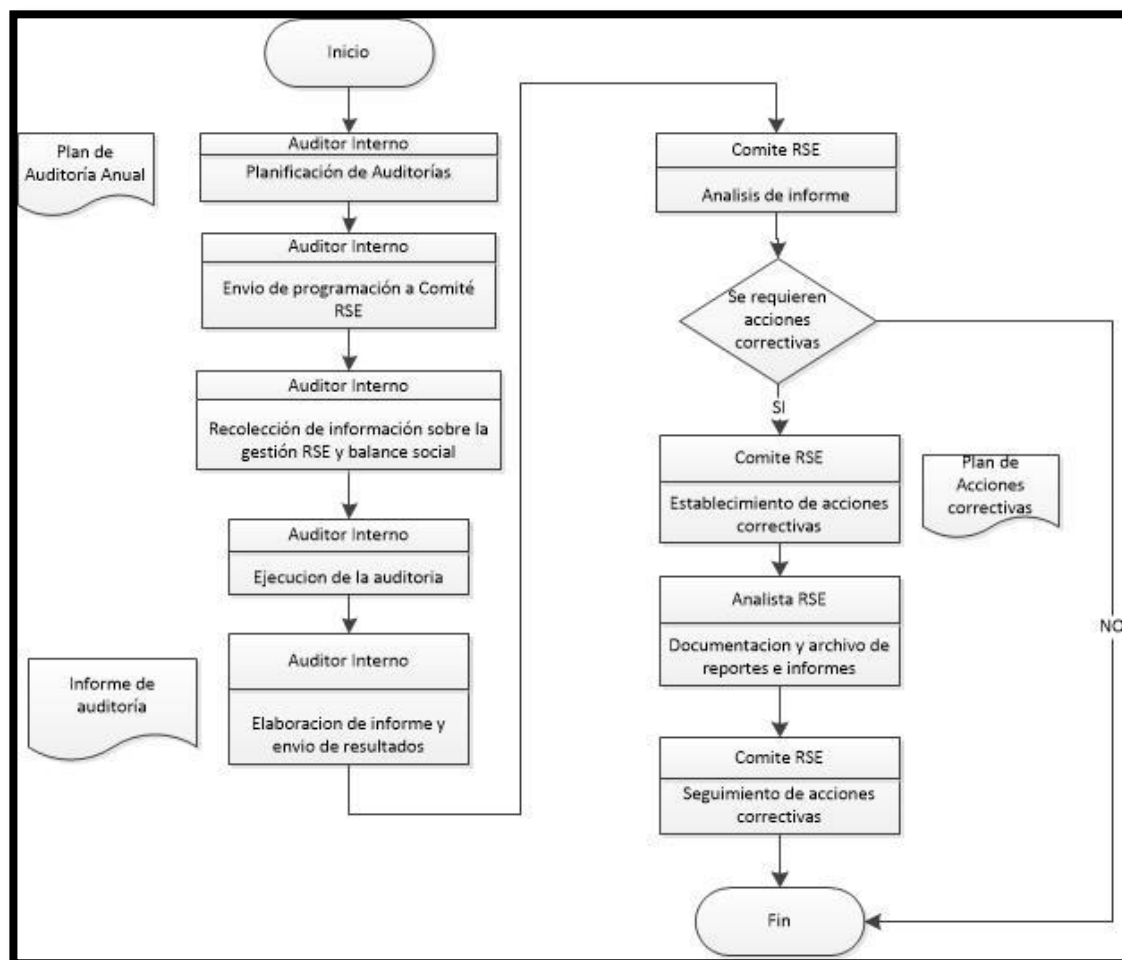 Inicio
Plan de
Auditoría Anual
Auditor Interno
Planificación de Auditorías
Auditor Interno
Envio de programación a Comité
RSE
Auditor Interno
Recolección de información sobre la
gestión RSE y balance social
Auditor Interno
Ejecucion de la auditoria
Informe de
auditoría
Auditor Interno
Elaboracion de informe y
envio de resultados
Comite RSE
Analisis de informe
Se requieren
acciones
correctivas
SI
NO
Comite RSE
Establecimiento de acciones
correctivas
Plan de
Acciones
correctivas
Analista RSE
Documentacion y archivo de
reportes e informes
Comite RSE
Seguimiento de acciones
correctivas
Fin